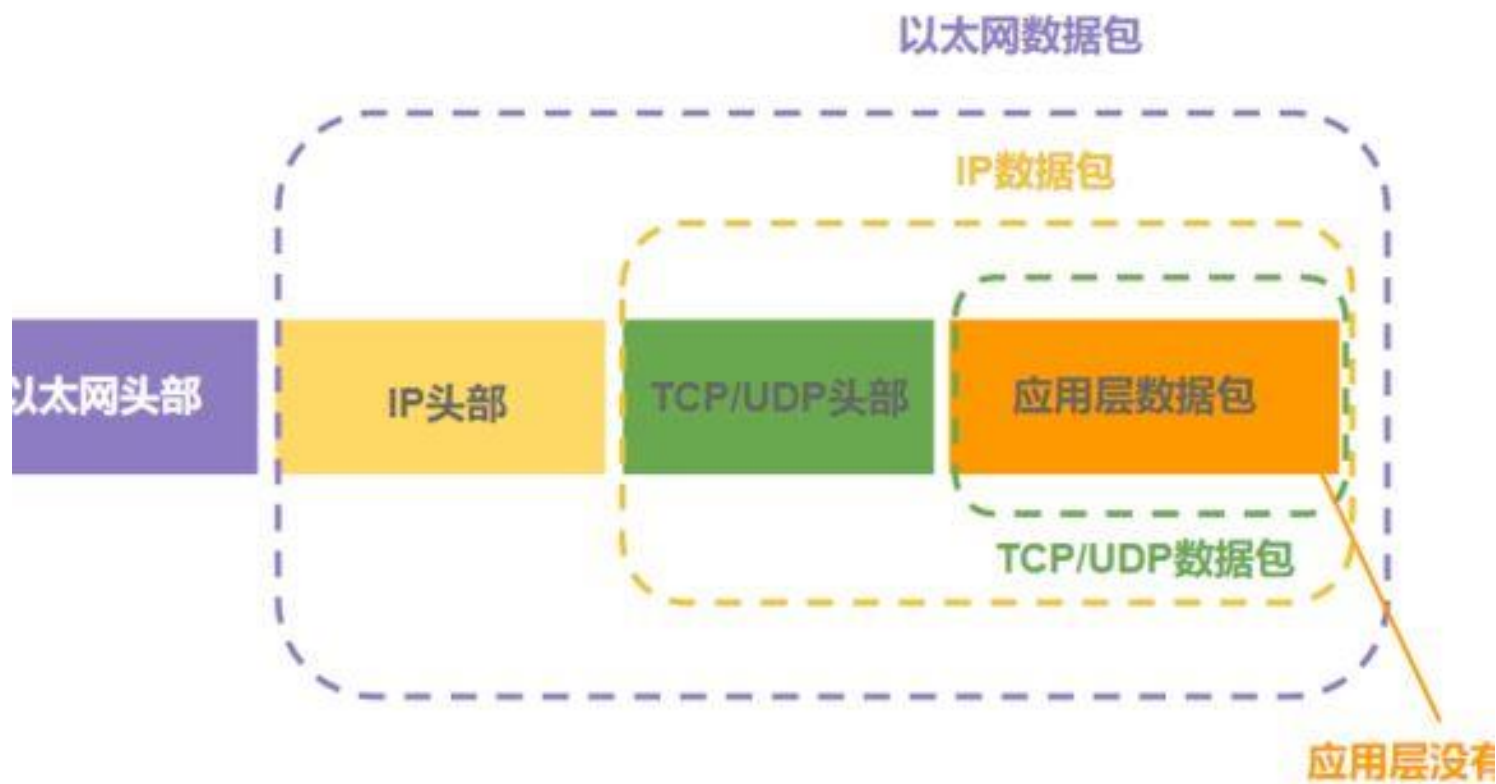 以太网数据包
IP数据包
以太网头部
IP头部
TCP/UDP头部
应用层数据包
TCP/UDP数据包
应用层没有